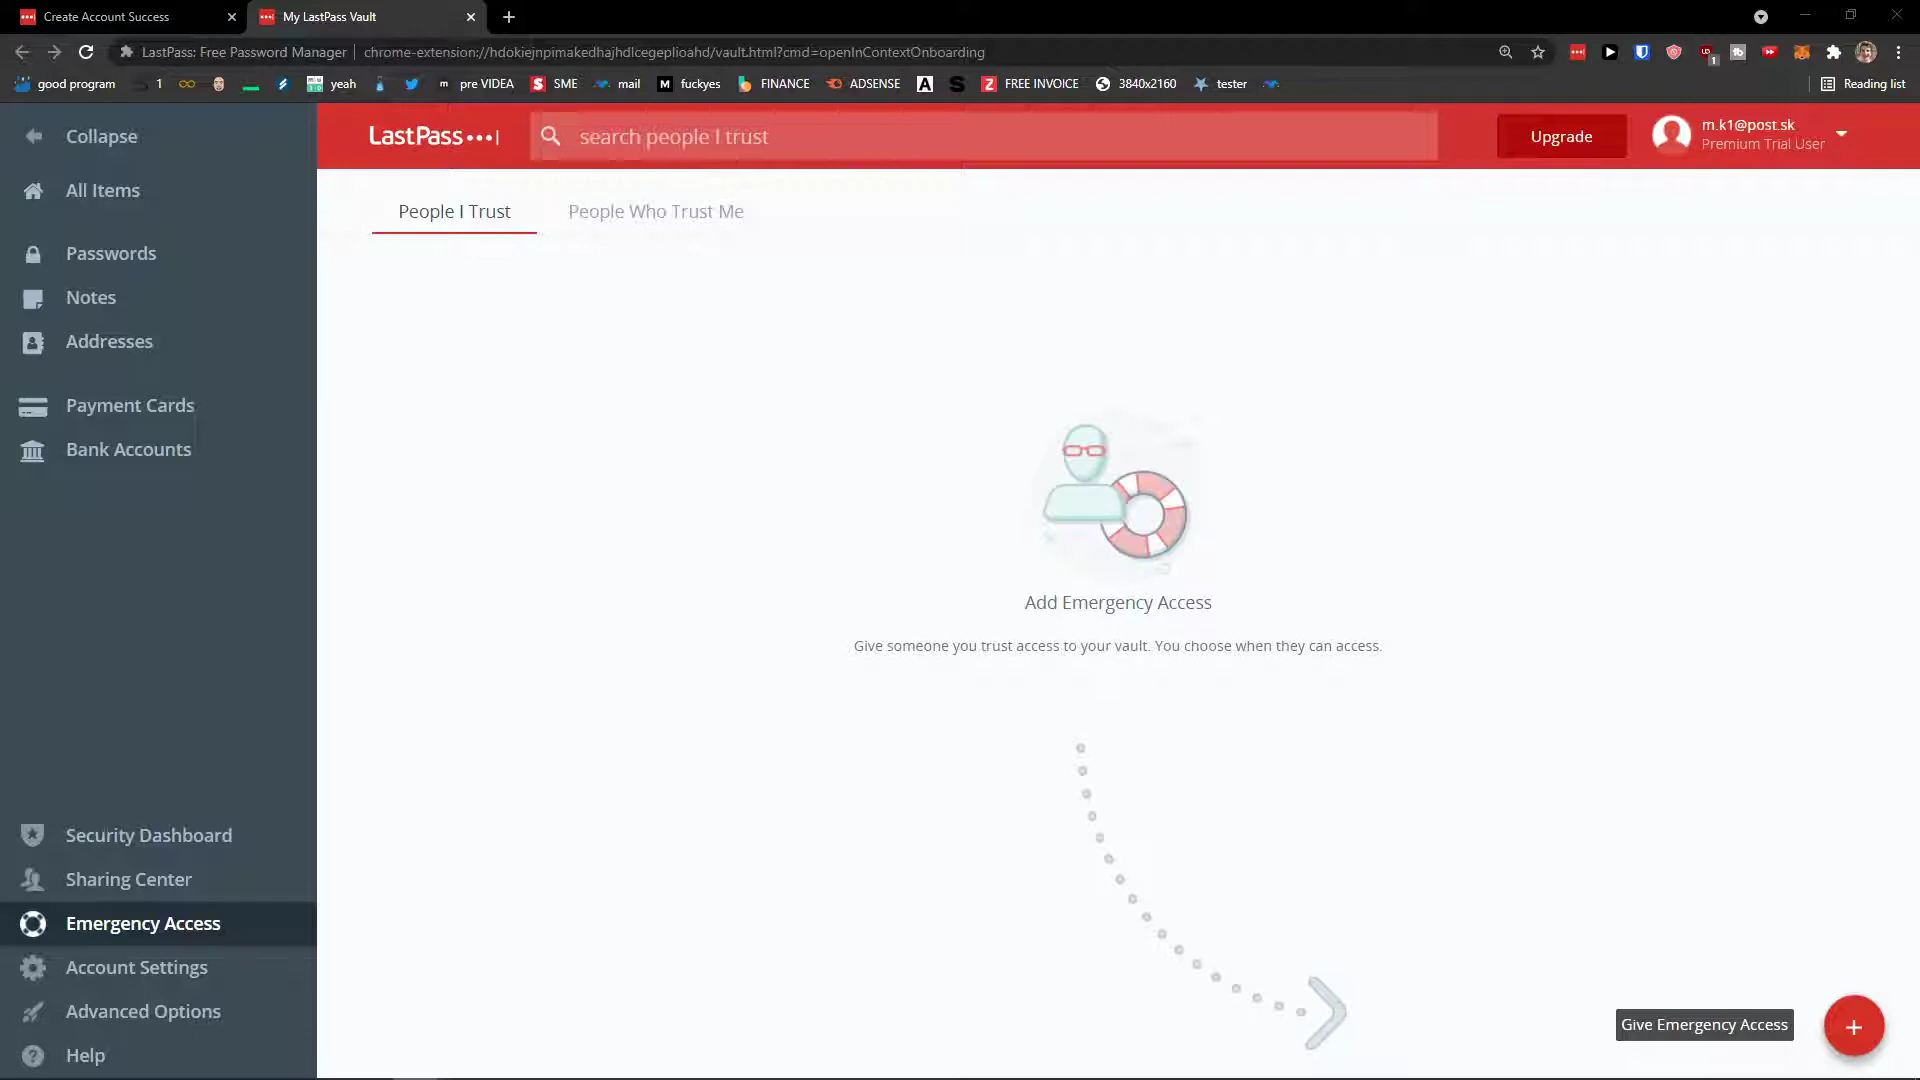 Create Account Success
My LastPass Vault
LastPass: Free Password Manager
chrome-extension://hdokiejnpimakedhajhdlcegeplioahd/vault.html?cmd=openInContextOnboarding
good program
1
yeah
pre VIDEA
SME
mail
fuckyes
FINANCE
ADSENSE
FREE INVOICE
3840x2160
tester
Reading list
Collapse
LastPass
search people I trust
Upgrade
m.k1@post.sk
Premium Trial User
All Items
People I Trust
People Who Trust Me
Passwords
Notes
Addresses
Payment Cards
Bank Accounts
Add Emergency Access
Give someone you trust access to your vault. You choose when they can access.
Security Dashboard
Sharing Center
Emergency Access
Account Settings
Advanced Options
Give Emergency Access
Help